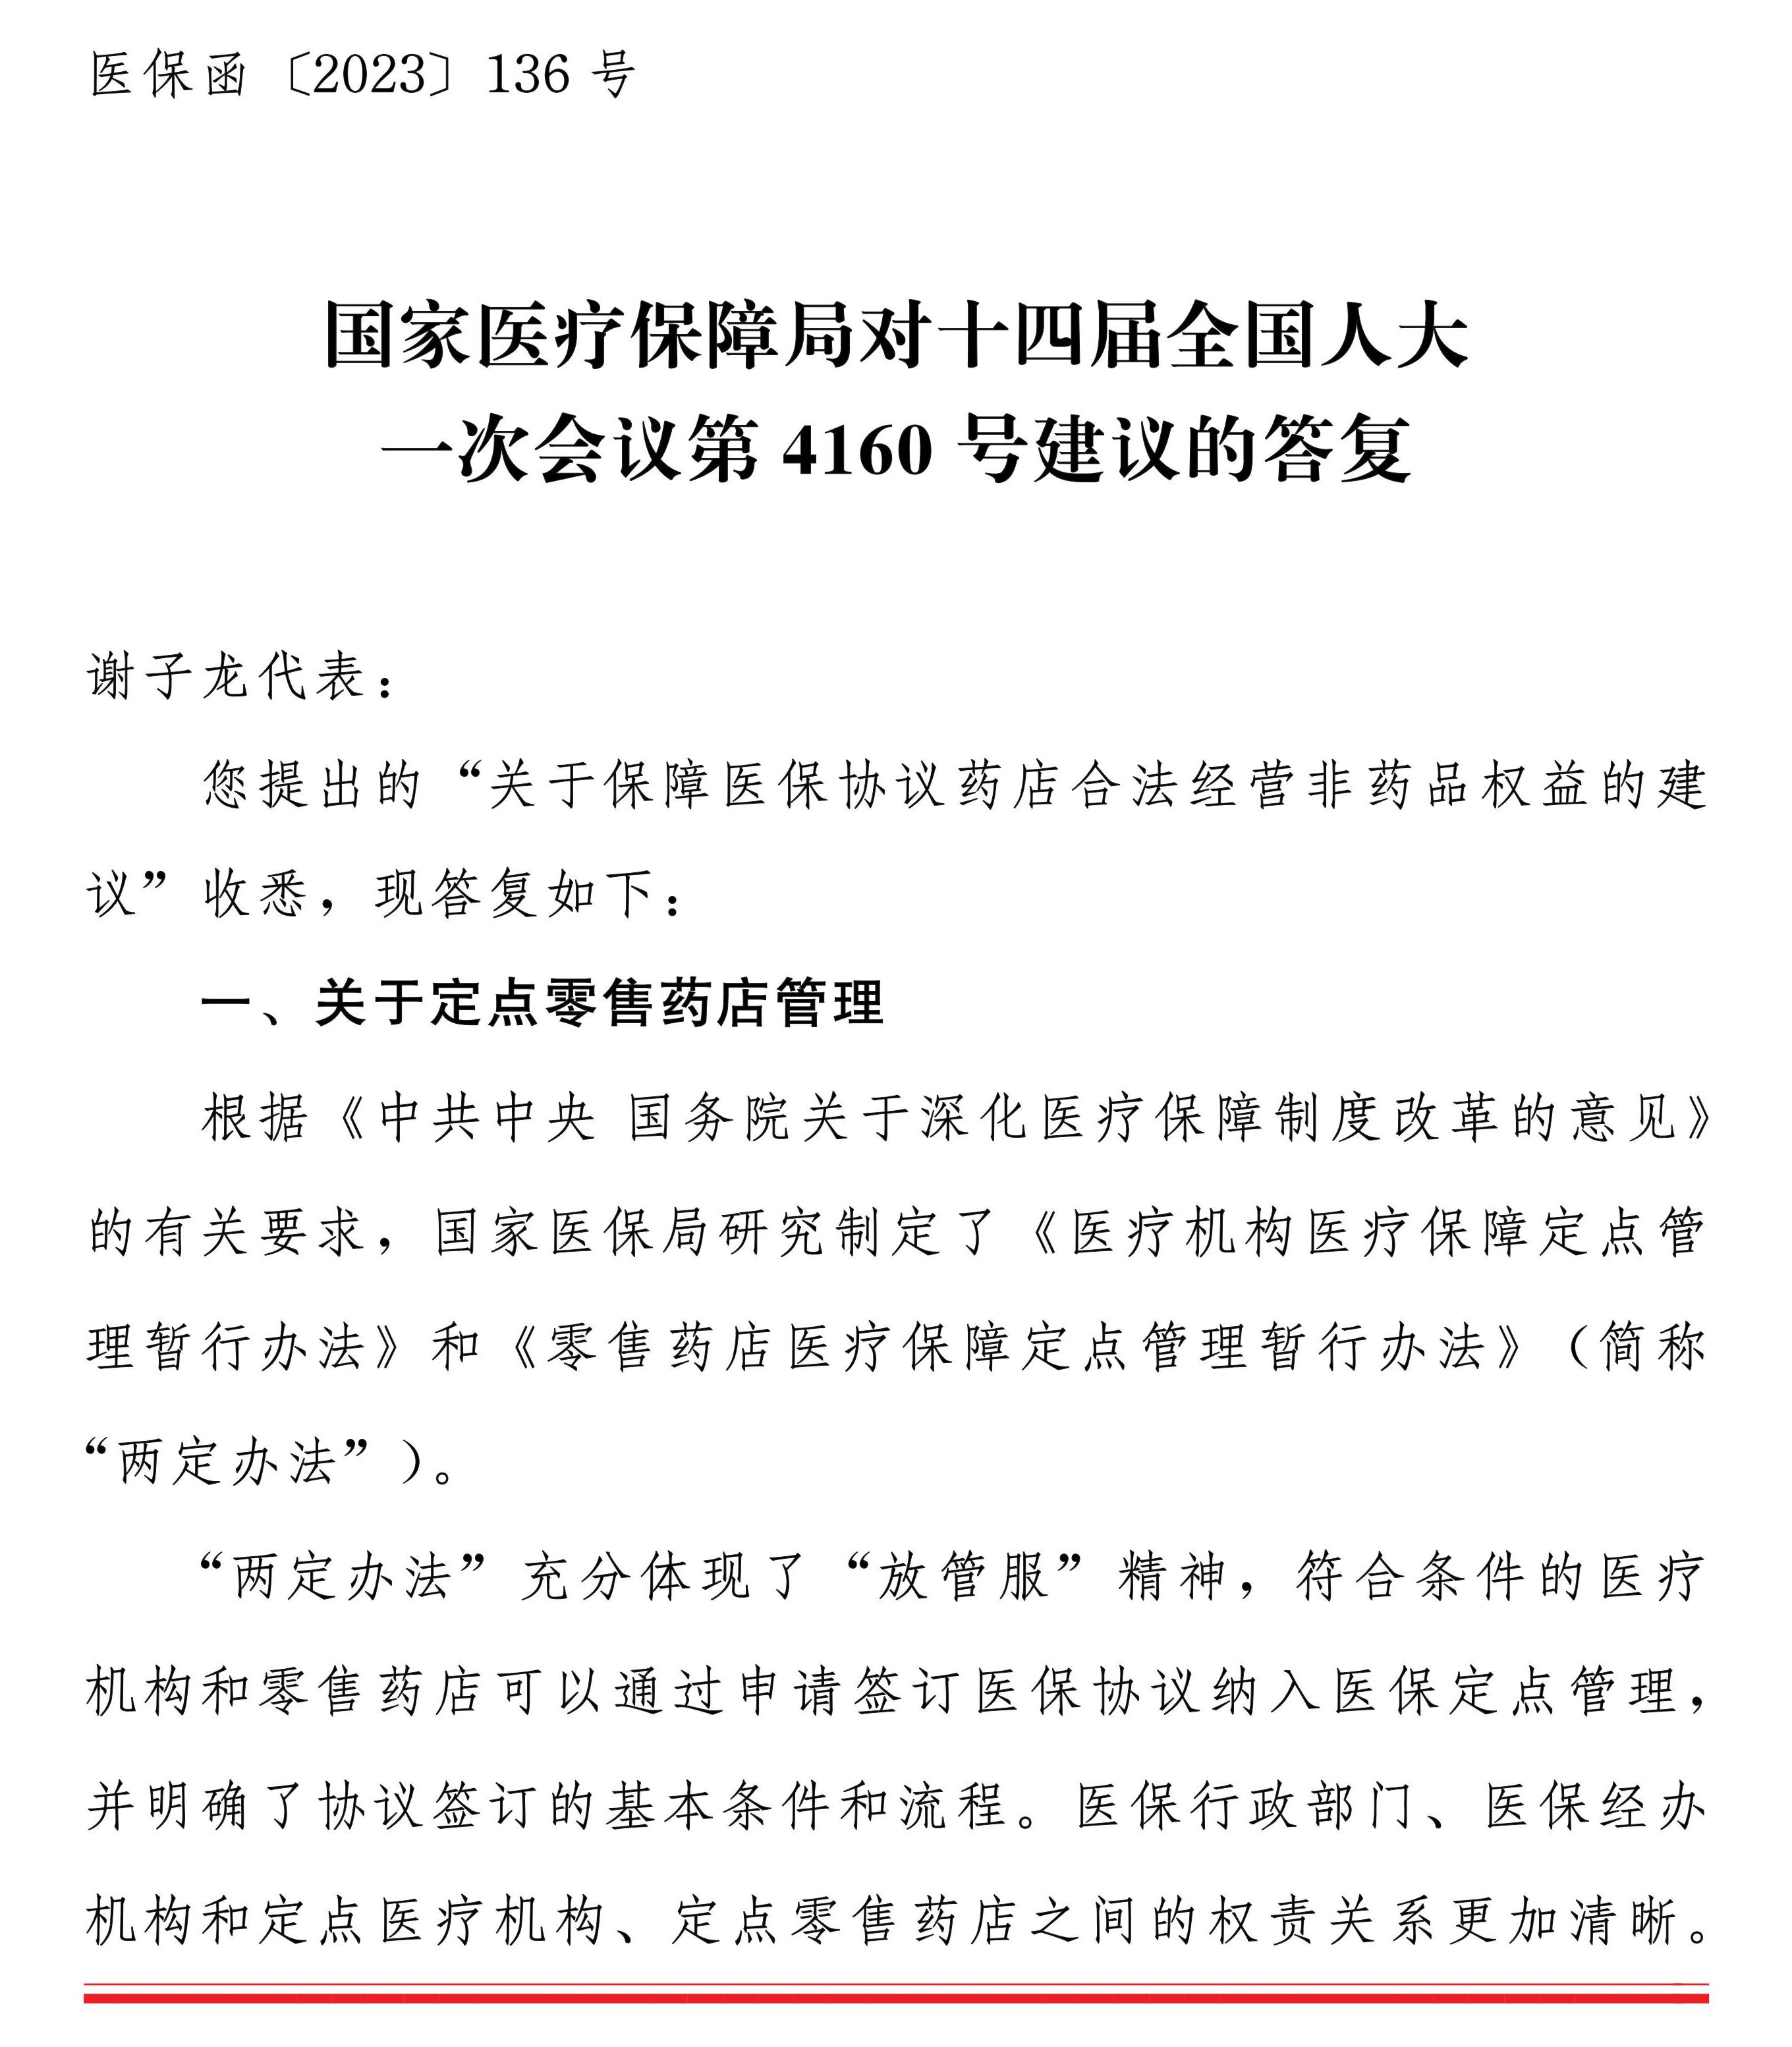 医保函〔2023〕136 号
国家医疗保障局对十四届全国人大
一次会议第 4160 号建议的答复
谢子龙代表：
您提出的“关于保障医保协议药店合法经营非药品权益的建
议”收悉，现答复如下：
一、关于定点零售药店管理
根据《中共中央 国务院关于深化医疗保障制度改革的意见》
的有关要求，国家医保局研究制定了《医疗机构医疗保障定点管
理暂行办法》和《零售药店医疗保障定点管理暂行办法》（简称
“两定办法”）。
“两定办法”充分体现了“放管服”精神，符合条件的医疗
机构和零售药店可以通过申请签订医保协议纳入医保定点管理，
并明确了协议签订的基本条件和流程。医保行政部门、医保经办
机构和定点医疗机构、定点零售药店之间的权责关系更加清晰。